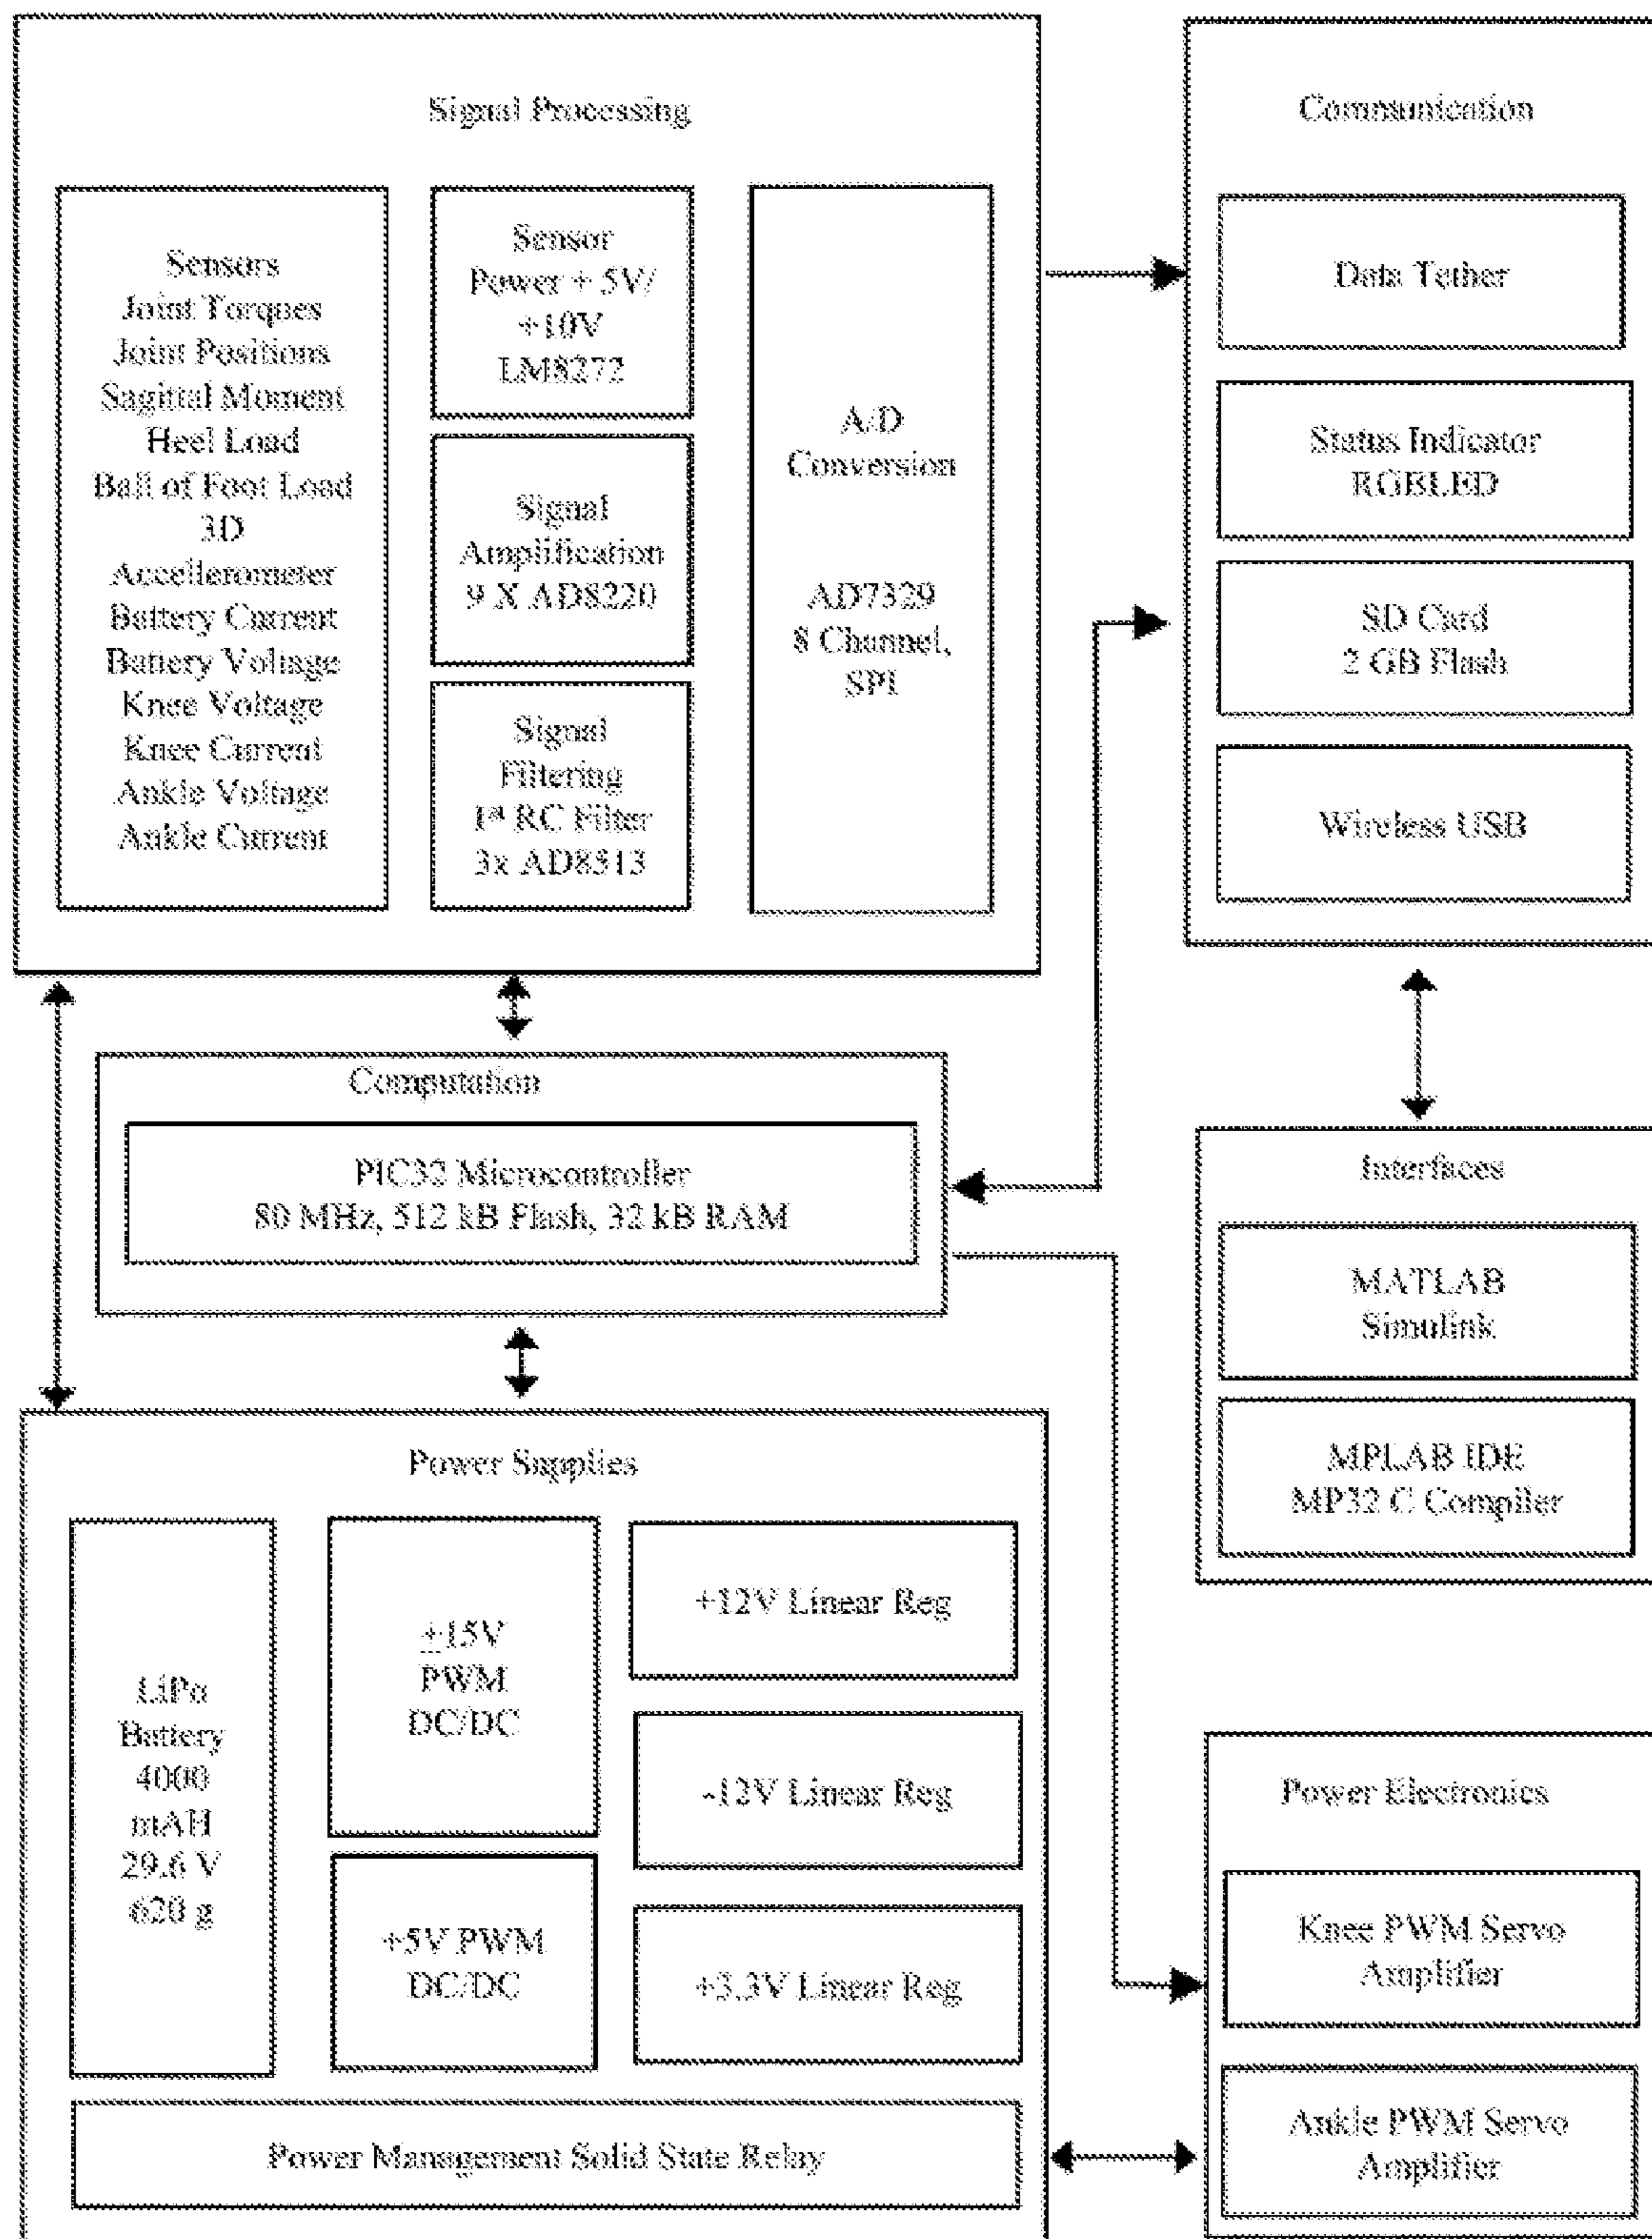 Signal Processing
Sensors
Joint Torques
Joint Positions
Sagittal Moment
Heel Load
Ball of Foot Load
3D
Accellerometer
Battery Current
Battery Voltage
Knee Voltage
Knee Current
Ankle Voltage
Ankle Current
Sensor
Power + 5V/
+10V
LM8272
Signal
Amplification
9 X AD8220
Signal
Filtering
1st RC Filter
3x AD8513
A/D
Conversion
AD7329
8 Channel,
SPI
Communication
Data Tether
Status Indicator
RGBLED
SD Card
2 GB Flash
Wireless USB
Computation
PIC32 Microcontroller
80 MHz, 512 kB Flash, 32 kB RAM
Interfaces
MATLAB
Simulink
MPLAB IDE
MP32 C Compiler
Power Supplies
LiPo
Battery
4000
mAH
29.6 V
620 g
±15V
PWM
DC/DC
+5V PWM
DC/DC
+12V Linear Reg
-12V Linear Reg
+3.3V Linear Reg
Power Management Solid State Relay
Power Electronics
Knee PWM Servo
Amplifier
Ankle PWM Servo
Amplifier